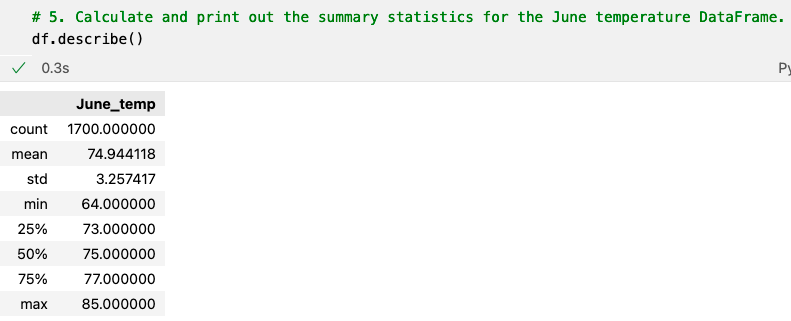 # 5. Calculate and print out the summary statistics for the June temperature DataFrame.
df.describe()
✓ 0.3s Py
June_temp
count 1700.000000
mean 74.944118
std 3.257417
min 64.000000
25% 73.000000
50% 75.000000
75% 77.000000
max 85.000000